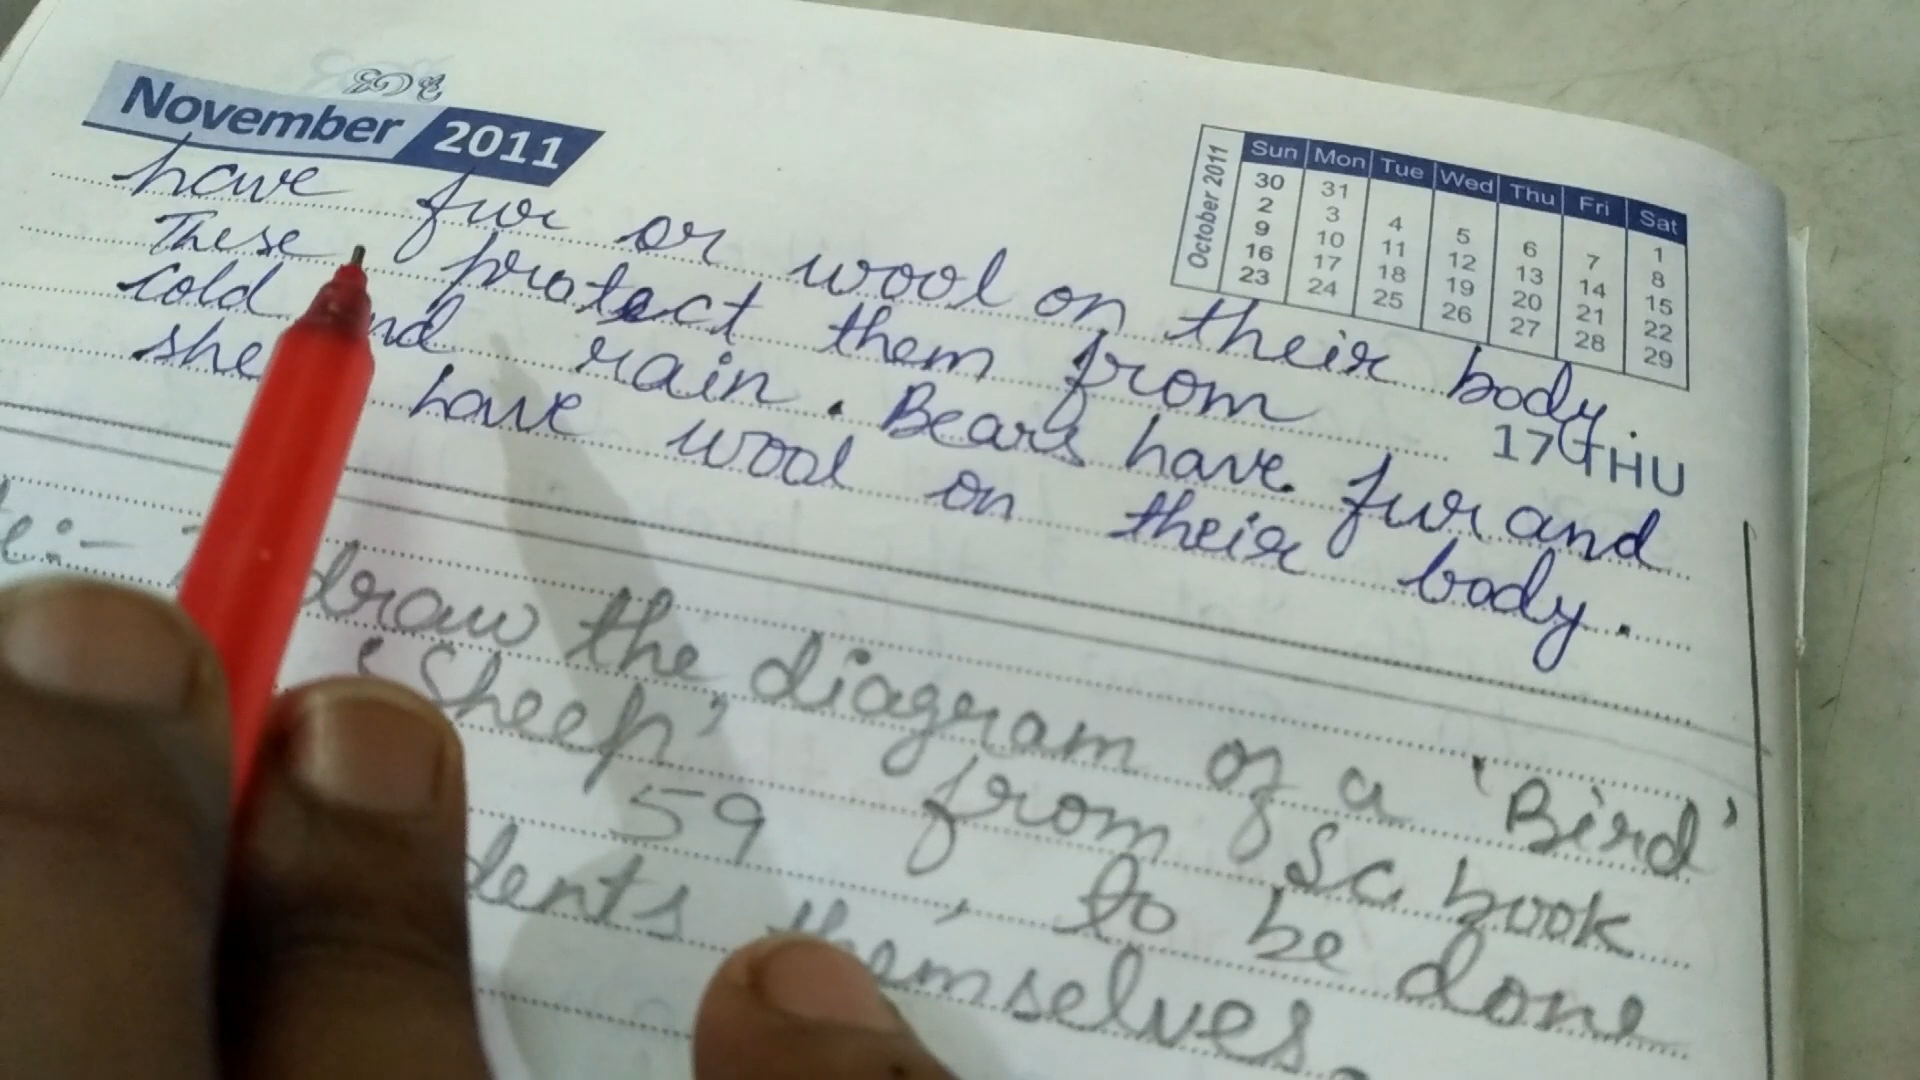 November 2011
have fur or wool on their body.
These protect them from
cold and rain. Bears have fur and
have wool on their body.
17 THU
October 2011
Sun Mon Tue Wed Thu Fri Sat
30 31 1
2 3 4 5 6 7 8
9 10 11 12 13 14 15
16 17 18 19 20 21 22
23 24 25 26 27 28 29
draw the diagram of a 'Bird'
'Sheep' from Sc. book
59, to be done
themselves.